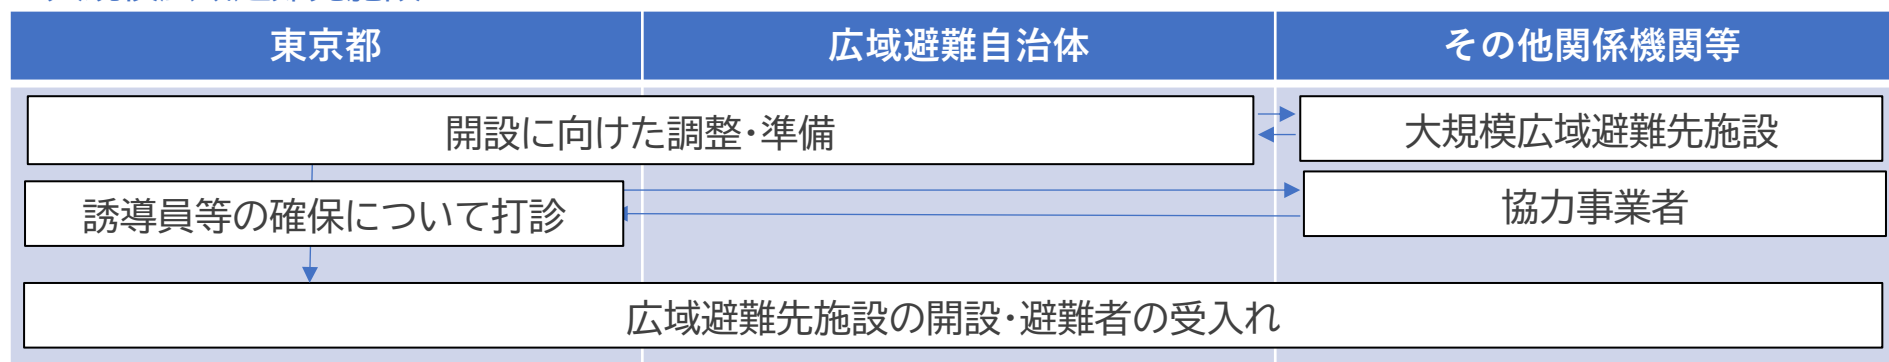 東京都
広域避難自治体
その他関係機関等
開設に向けた調整・準備
大規模広域避難先施設
誘導員等の確保について打診
協力事業者
広域避難先施設の開設・避難者の受入れ